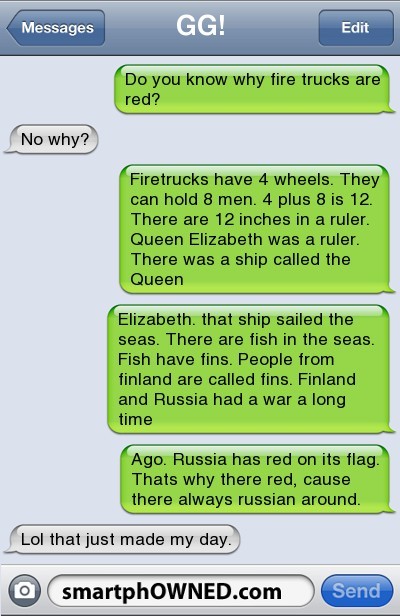 Messages
GG!
Edit
Do you know why fire trucks are
red?
No why?
Firetrucks have 4 wheels. They
can hold 8 men. 4 plus 8 is 12.
There are 12 inches in a ruler.
Queen Elizabeth was a ruler.
There was a ship called the
Queen
Elizabeth. that ship sailed the
seas. There are fish in the seas.
Fish have fins. People from
finland are called fins. Finland
and Russia had a war a long
time
Ago. Russia has red on its flag.
Thats why there red, cause
there always russian around.
Lol that just made my day.
smartphOWNED.com
Send